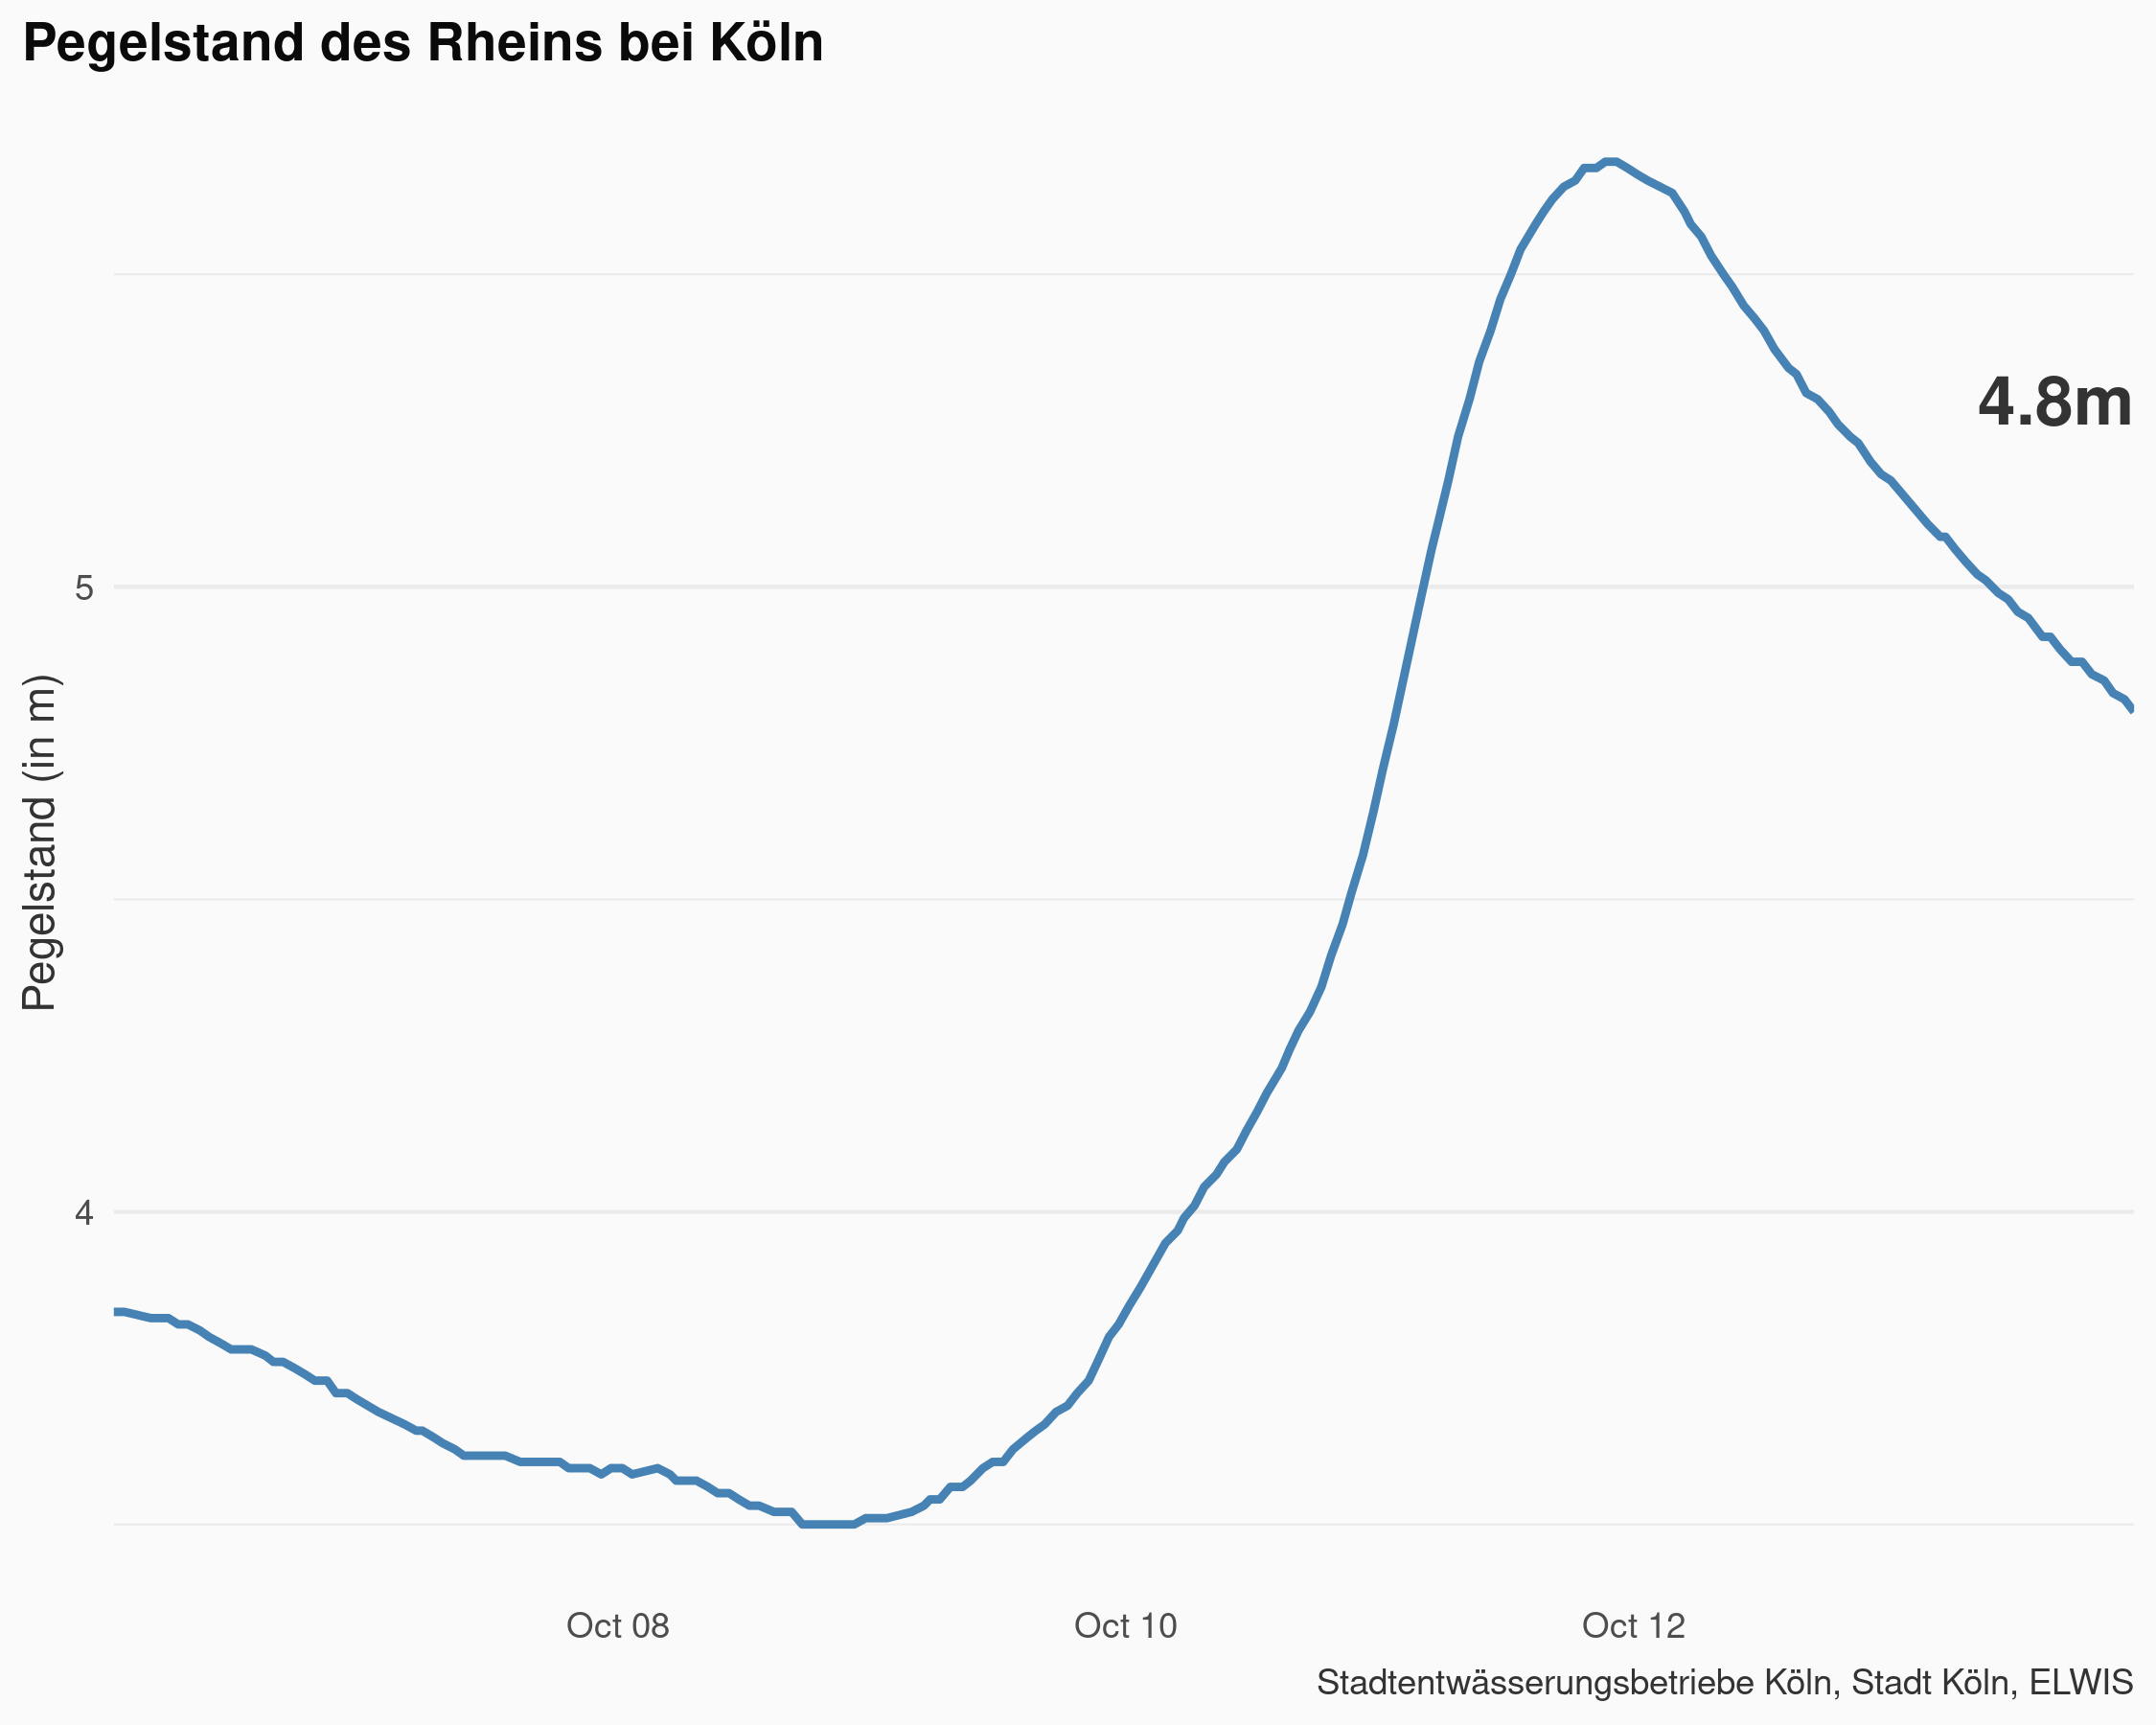 Pegelstand des Rheins bei Köln
4.8m
5
Pegelstand (in m)
4
Oct 08
Oct 10
Oct 12
Stadtentwässerungsbetriebe Köln, Stadt Köln, ELWIS